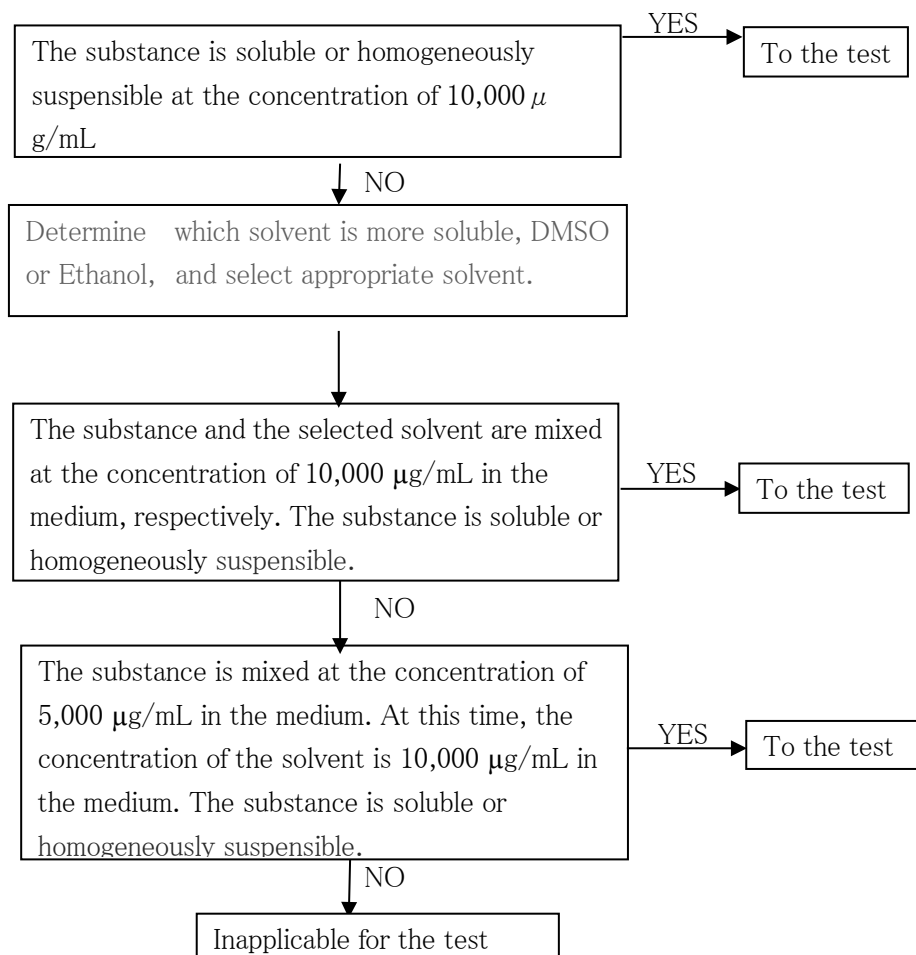 The substance is soluble or homogeneously
suspensible at the concentration of 10,000 μ
g/mL
YES
To the test
NO
Determine which solvent is more soluble, DMSO
or Ethanol, and select appropriate solvent.
The substance and the selected solvent are mixed
at the concentration of 10,000 μg/mL in the
medium, respectively. The substance is soluble or
homogeneously suspensible.
YES
To the test
NO
The substance is mixed at the concentration of
5,000 μg/mL in the medium. At this time, the
concentration of the solvent is 10,000 μg/mL in
the medium. The substance is soluble or
homogeneously suspensible.
YES
To the test
NO
Inapplicable for the test